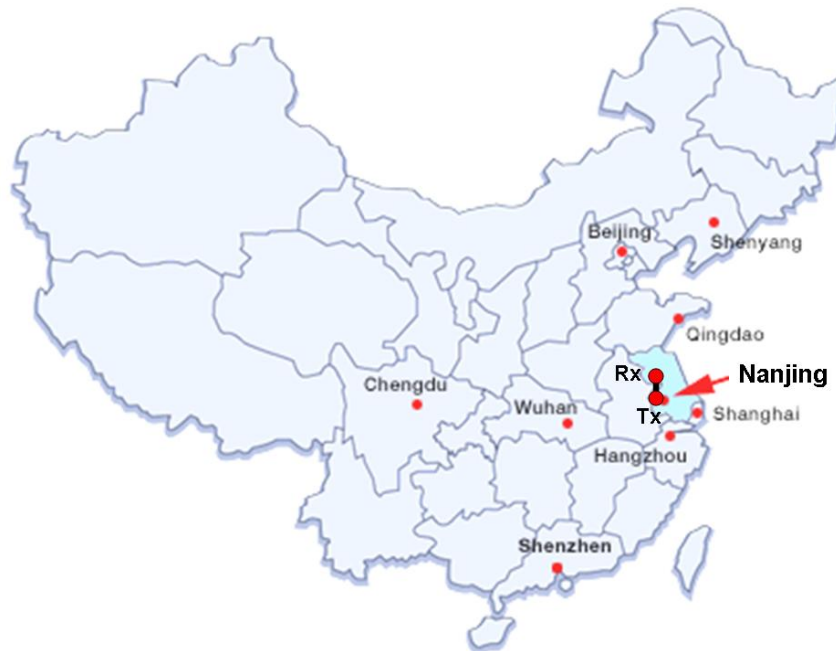 Beijing
Shenyang
Qingdao
Rx
Nanjing
Chengdu
Wuhan
Tx
Shanghai
Hangzhou
Shenzhen